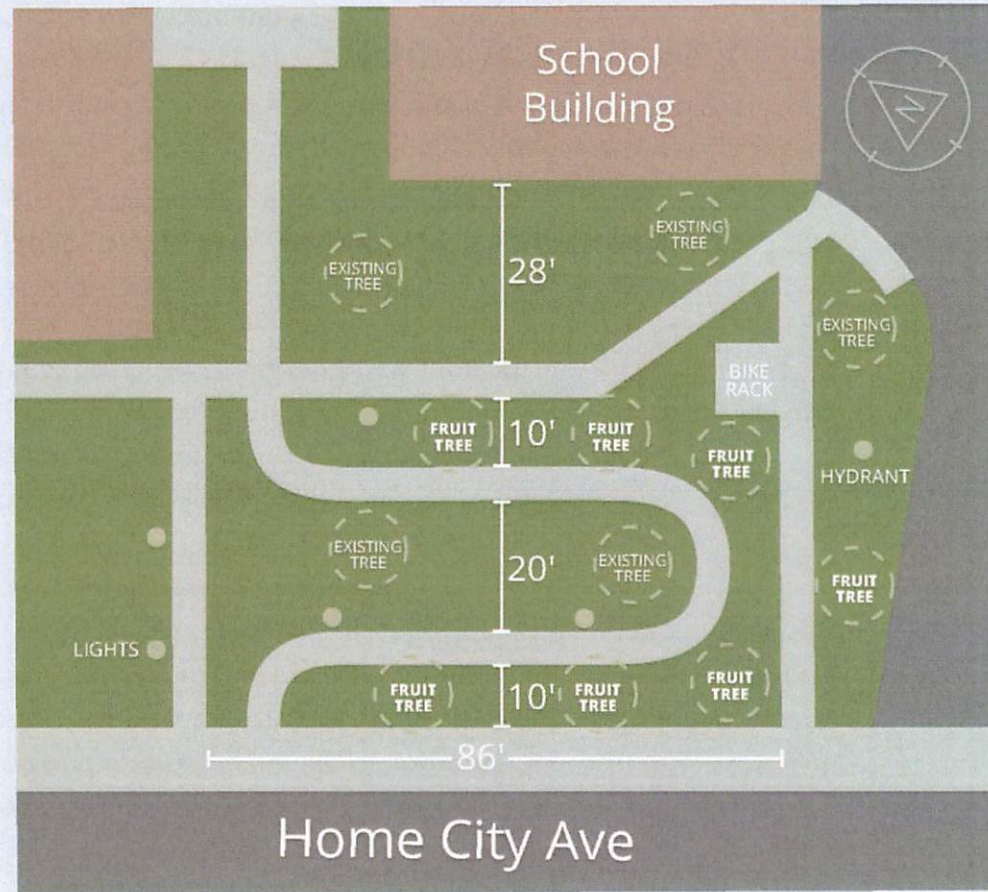 School
Building
N
EXISTING
TREE
EXISTING
TREE
28'
EXISTING
TREE
BIKE
RACK
FRUIT
TREE
10'
FRUIT
TREE
FRUIT
TREE
HYDRANT
EXISTING
TREE
20'
EXISTING
TREE
FRUIT
TREE
LIGHTS
FRUIT
TREE
10'
FRUIT
TREE
FRUIT
TREE
86'
Home City Ave